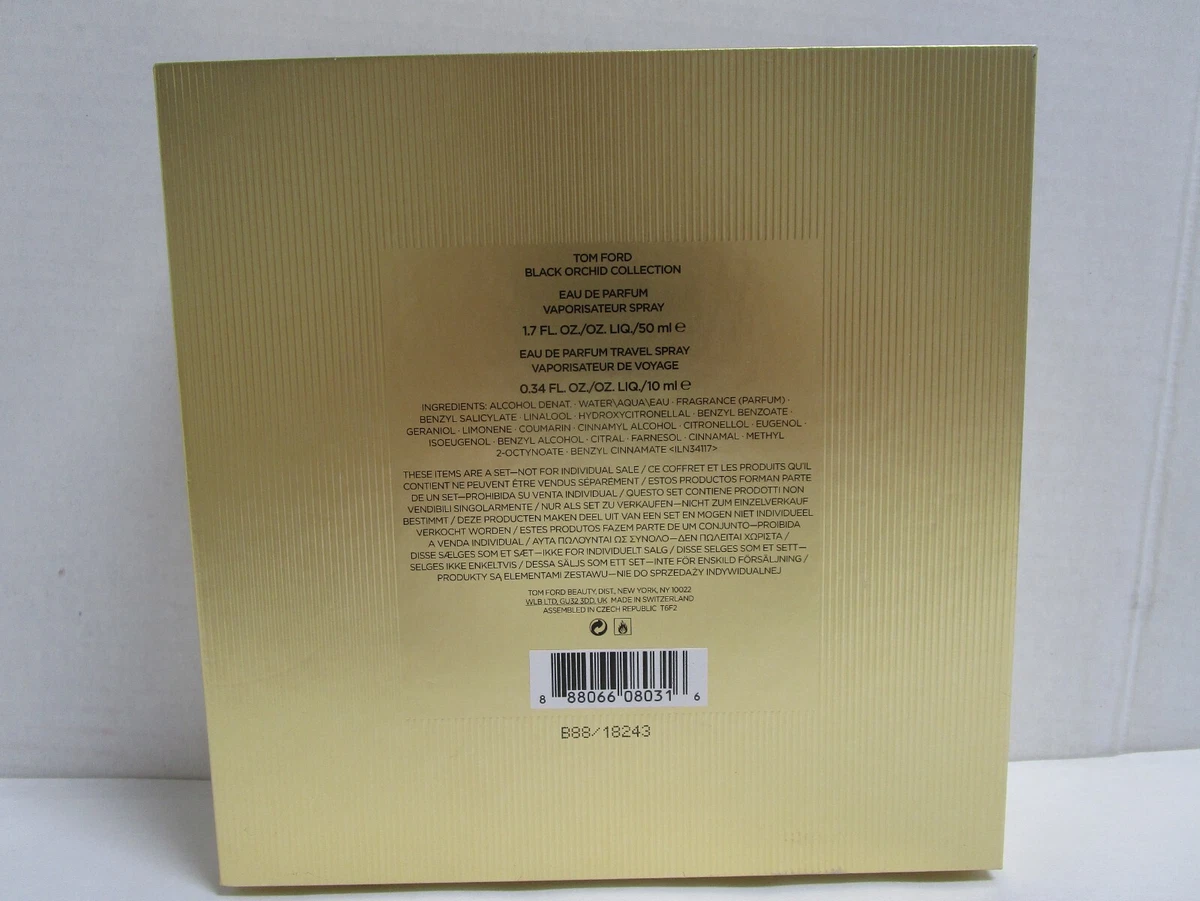 TOM FORD
BLACK ORCHID COLLECTION
EAU DE PARFUM
VAPORISATEUR SPRAY
1.7 FL. OZ./OZ. LIQ./50 ml ℮
EAU DE PARFUM TRAVEL SPRAY
VAPORISATEUR DE VOYAGE
0.34 FL. OZ./OZ. LIQ./10 ml ℮
INGREDIENTS: ALCOHOL DENAT. · WATER\AQUA\EAU · FRAGRANCE (PARFUM) ·
BENZYL SALICYLATE · LINALOOL · HYDROXYCITRONELLAL · BENZYL BENZOATE ·
GERANIOL · LIMONENE · COUMARIN · CINNAMYL ALCOHOL · CITRONELLOL · EUGENOL ·
ISOEUGENOL · BENZYL ALCOHOL · CITRAL · FARNESOL · CINNAMAL · METHYL
2-OCTYNOATE · BENZYL CINNAMATE <ILN34117>
THESE ITEMS ARE A SET—NOT FOR INDIVIDUAL SALE / CE COFFRET ET LES PRODUITS QU'IL
CONTIENT NE PEUVENT ÊTRE VENDUS SÉPARÉMENT / ESTOS PRODUCTOS FORMAN PARTE
DE UN SET—PROHIBIDA SU VENTA INDIVIDUAL / QUESTO SET CONTIENE PRODOTTI NON
VENDIBILI SINGOLARMENTE / NUR ALS SET ZU VERKAUFEN—NICHT ZUM EINZELVERKAUF
BESTIMMT / DEZE PRODUCTEN MAKEN DEEL UIT VAN EEN SET EN MOGEN NIET INDIVIDUEEL
VERKOCHT WORDEN / ESTES PRODUTOS FAZEM PARTE DE UM CONJUNTO—PROIBIDA
A VENDA INDIVIDUAL / ΑΥΤΑ ΠΩΛΟΥΝΤΑΙ ΩΣ ΣΥΝΟΛΟ—ΔΕΝ ΠΩΛΕΙΤΑΙ ΧΩΡΙΣΤΑ /
DISSE SÆLGES SOM ET SÆT—IKKE FOR INDIVIDUELT SALG / DISSE SELGES SOM ET SETT—
SELGES IKKE ENKELTVIS / DESSA SÄLJS SOM ETT SET—INTE FÖR ENSKILD FÖRSÄLJNING /
PRODUKTY SĄ ELEMENTAMI ZESTAWU—NIE DO SPRZEDAŻY INDYWIDUALNEJ
TOM FORD BEAUTY, DIST., NEW YORK, NY 10022
WLB LTD, GU32 3DD, UK MADE IN SWITZERLAND
ASSEMBLED IN CZECH REPUBLIC T6F2
8 88066 08031 6
B88/18243